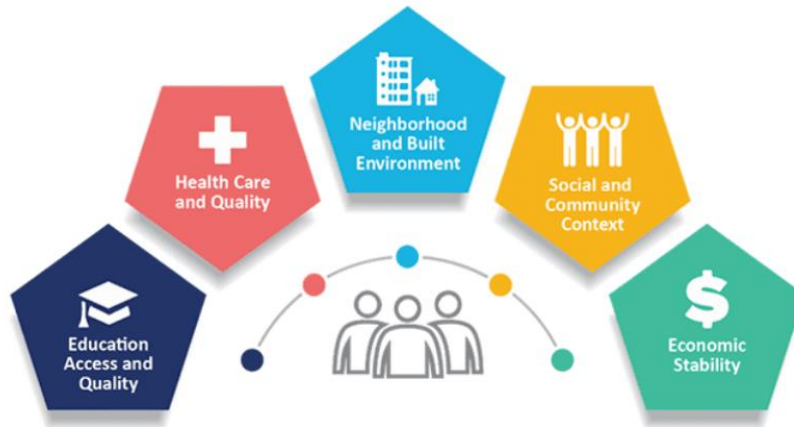 Education
Access and
Quality
Health Care
and Quality
Neighborhood
and Built
Environment
Social and
Community
Context
$
Economic
Stability